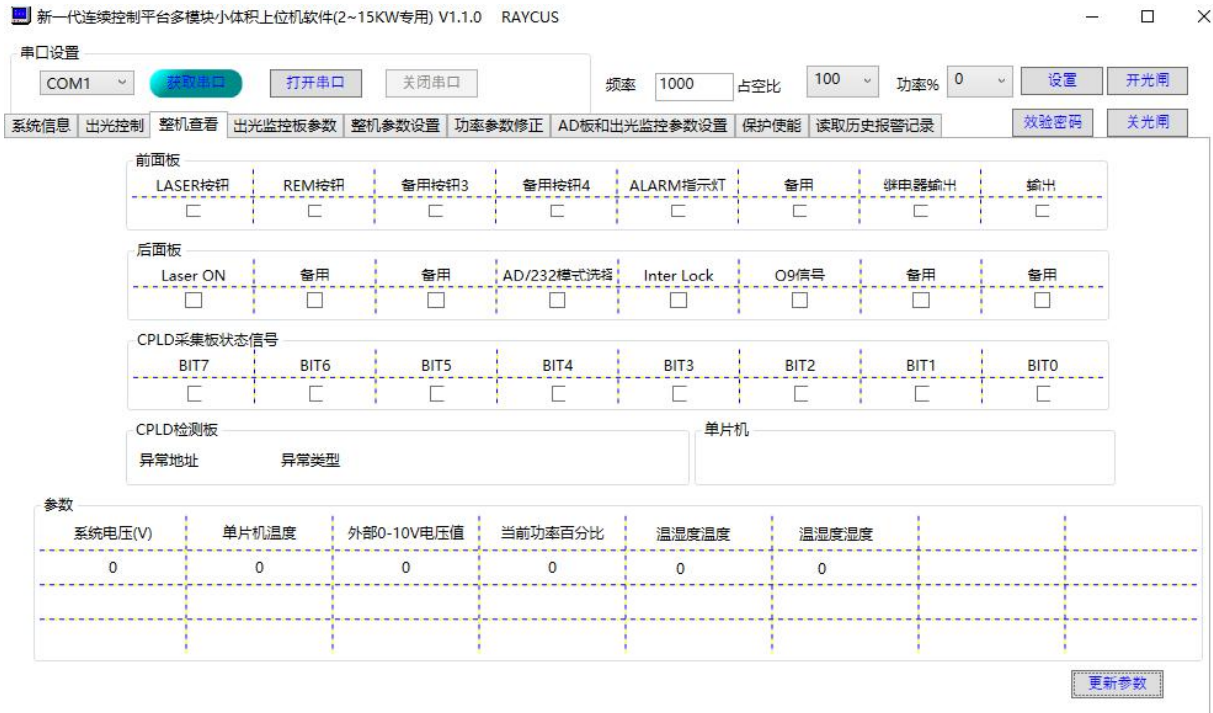 新一代连续控制平台多模块小体积上位机软件(2~15KW专用) V1.1.0 RAYCUS
串口设置
COM1 获取串口 打开串口 关闭串口 频率 1000 占空比 100 功率% 0 设置 开光闸
系统信息 出光控制 整机查看 出光监控板参数 整机参数设置 功率参数修正 AD板和出光监控参数设置 保护使能 读取历史报警记录 效验密码 关光闸
前面板
LASER按钮 REM按钮 备用按钮3 备用按钮4 ALARM指示灯 备用 继电器输出 输出
后面板
Laser ON 备用 备用 AD/232模式选择 Inter Lock O9信号 备用 备用
CPLD采集板状态信号
BIT7 BIT6 BIT5 BIT4 BIT3 BIT2 BIT1 BIT0
CPLD检测板 单片机
异常地址 异常类型
参数
系统电压(V) 单片机温度 外部0-10V电压值 当前功率百分比 温湿度温度 温湿度湿度
0 0 0 0 0 0
更新参数